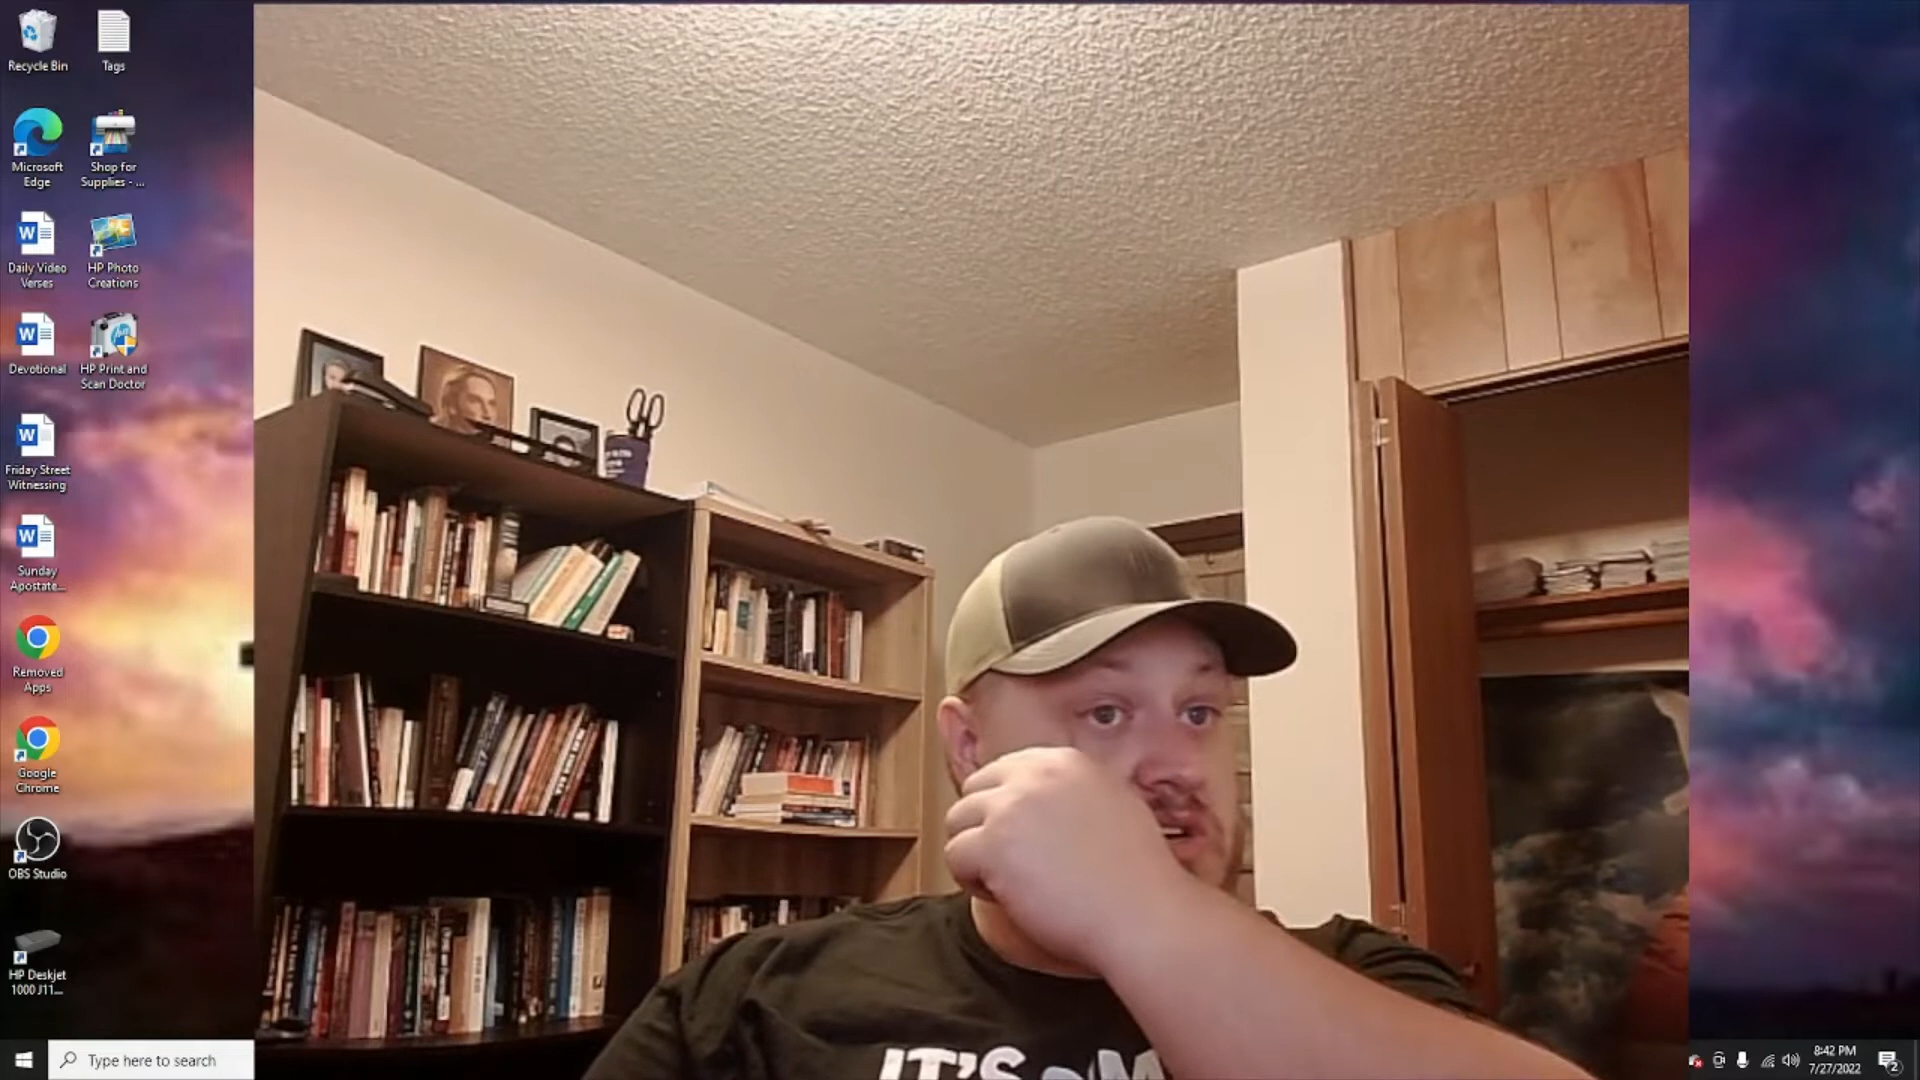 Recycle Bin
Tags
Microsoft
Edge
Shop for
Supplies - ...
Daily Video
Verses
HP Photo
Creations
Devotional
HP Print and
Scan Doctor
Friday Street
Witnessing
Sunday
Apostate...
Removed
Apps
Google
Chrome
OBS Studio
HP Deskjet
1000 J11...
IT'S
Type here to search
8:42 PM
7/27/2022
2